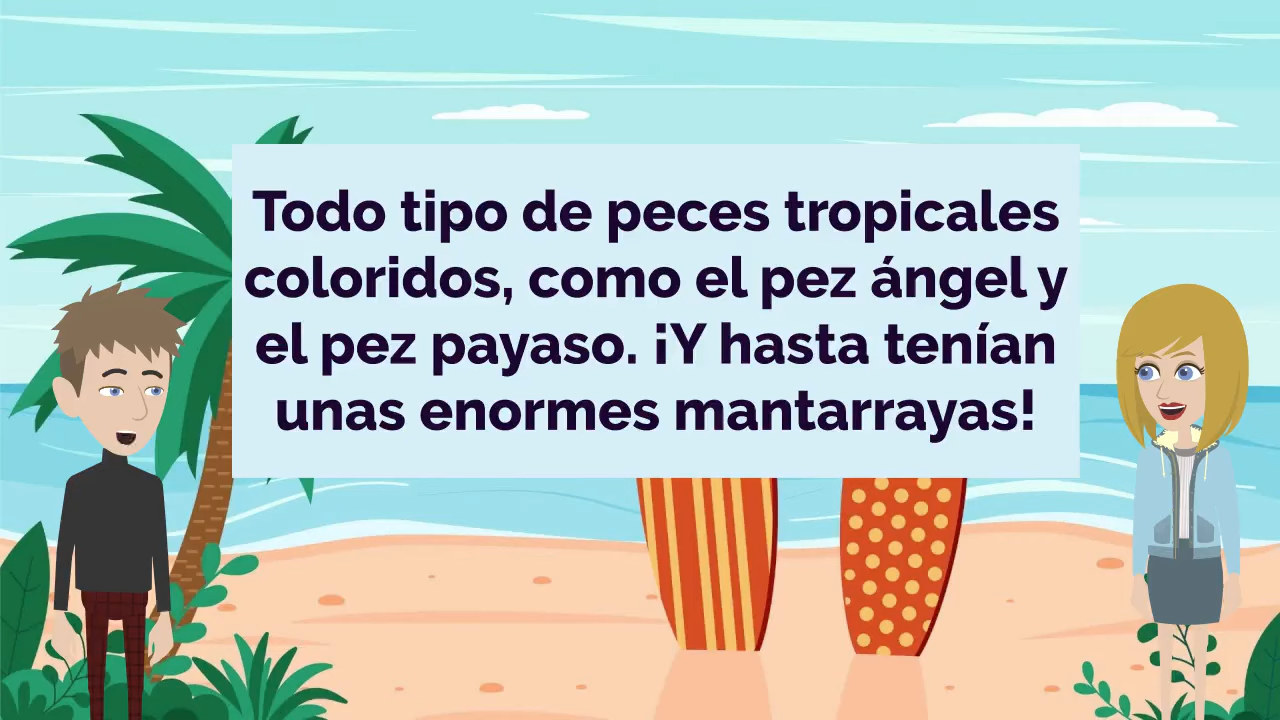 Todo tipo de peces tropicales
coloridos, como el pez ángel y
el pez payaso. ¡Y hasta tenían
unas enormes mantarrayas!